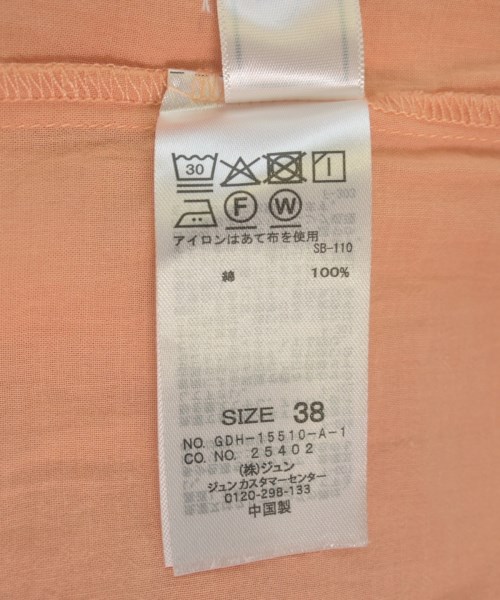 30
F W
アイロンはあて布を使用
SB-110
綿 100%
SIZE 38
NO. GDH-15510-A-1
CO. NO. 25402
(株)ジュン
ジュンカスタマーセンター
0120-298-133
中国製